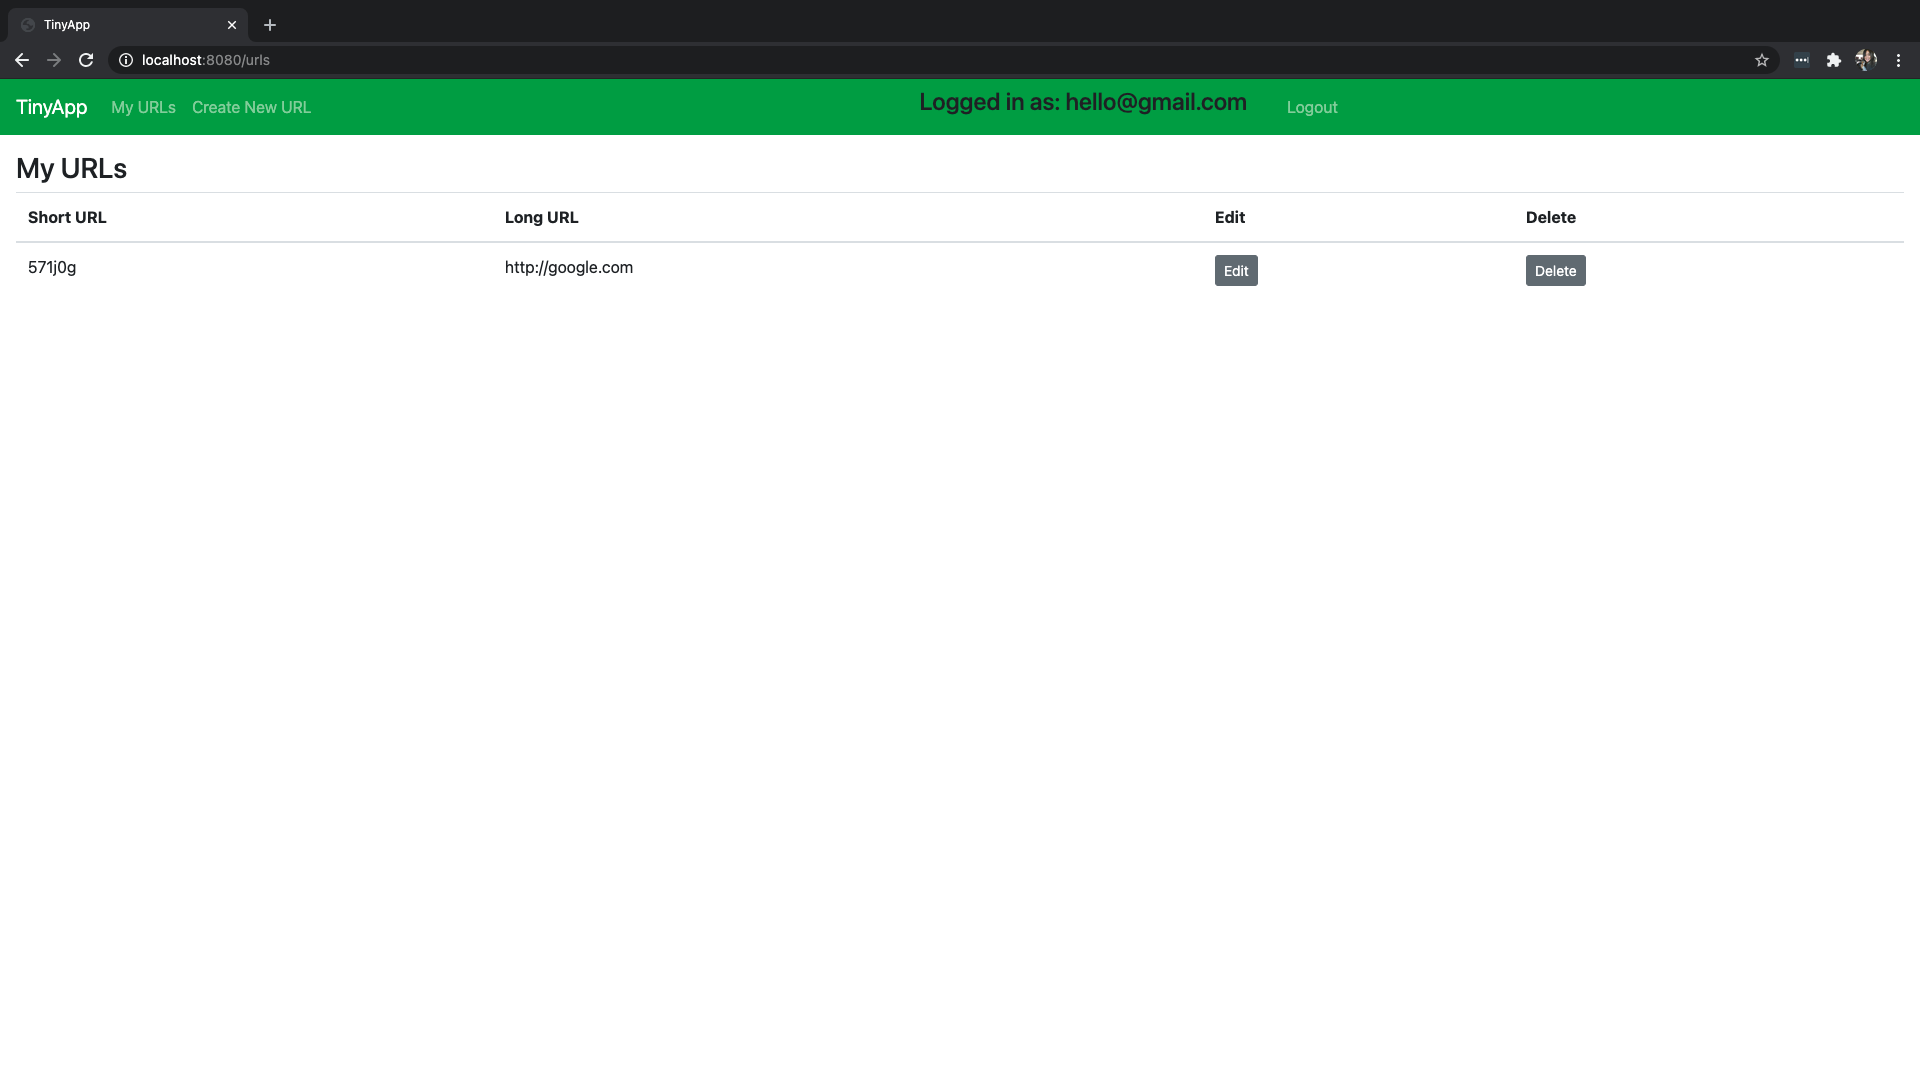 TinyApp
localhost:8080/urls
TinyApp My URLs Create New URL Logged in as: hello@gmail.com Logout
My URLs
Short URL Long URL Edit Delete
571j0g http://google.com Edit Delete